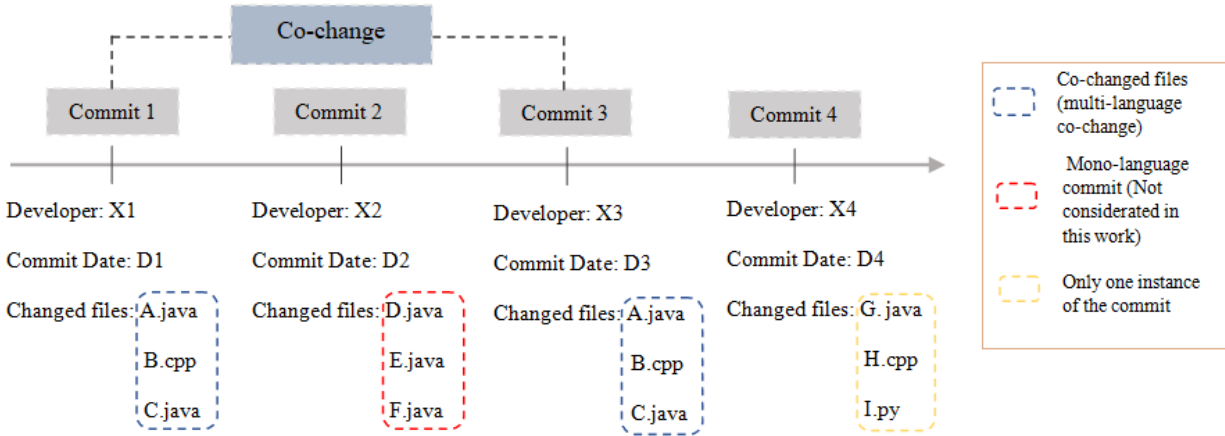 Co-change
Commit 1
Commit 2
Commit 3
Commit 4
Developer: X1
Commit Date: D1
Changed files: A.java
B.cpp
C.java
Developer: X2
Commit Date: D2
Changed files: D.java
E.java
F.java
Developer: X3
Commit Date: D3
Changed files: A.java
B.cpp
C.java
Developer: X4
Commit Date: D4
Changed files: G. java
H.cpp
I.py
Co-changed files
(multi-language
co-change)
Mono-language
commit (Not
considerated in
this work)
Only one instance
of the commit